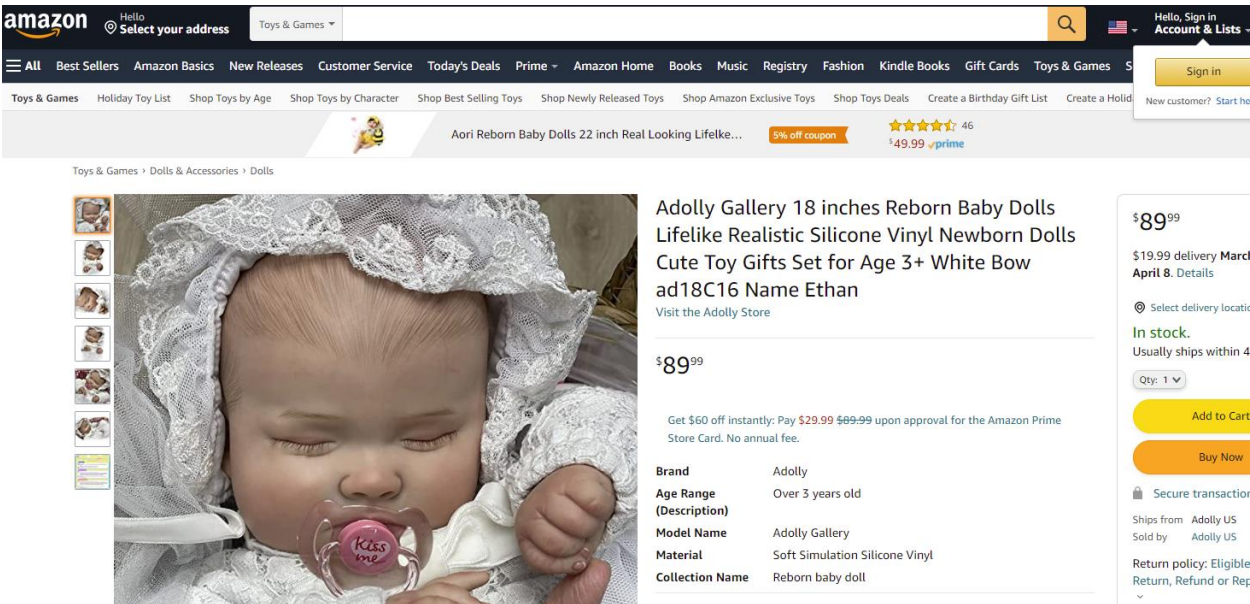 amazon
Hello
Select your address
Toys & Games
Hello, Sign in
Account & Lists
All Best Sellers Amazon Basics New Releases Customer Service Today's Deals Prime Amazon Home Books Music Registry Fashion Kindle Books Gift Cards Toys & Games S
Sign in
New customer? Start he
Toys & Games Holiday Toy List Shop Toys by Age Shop Toys by Character Shop Best Selling Toys Shop Newly Released Toys Shop Amazon Exclusive Toys Shop Toys Deals Create a Birthday Gift List Create a Holid
Aori Reborn Baby Dolls 22 inch Real Looking Lifelke...
5% off coupon
46
$49.99 prime
Toys & Games › Dolls & Accessories › Dolls
Kiss
me
Adolly Gallery 18 inches Reborn Baby Dolls
Lifelike Realistic Silicone Vinyl Newborn Dolls
Cute Toy Gifts Set for Age 3+ White Bow
ad18C16 Name Ethan
Visit the Adolly Store
$8999
Get $60 off instantly: Pay $29.99 $89.99 upon approval for the Amazon Prime
Store Card. No annual fee.
Brand Adolly
Age Range Over 3 years old
(Description)
Model Name Adolly Gallery
Material Soft Simulation Silicone Vinyl
Collection Name Reborn baby doll
$8999
$19.99 delivery March
April 8. Details
Select delivery locatio
In stock.
Usually ships within 4
Qty: 1
Add to Cart
Buy Now
Secure transaction
Ships from Adolly US
Sold by Adolly US
Return policy: Eligible
Return, Refund or Rep